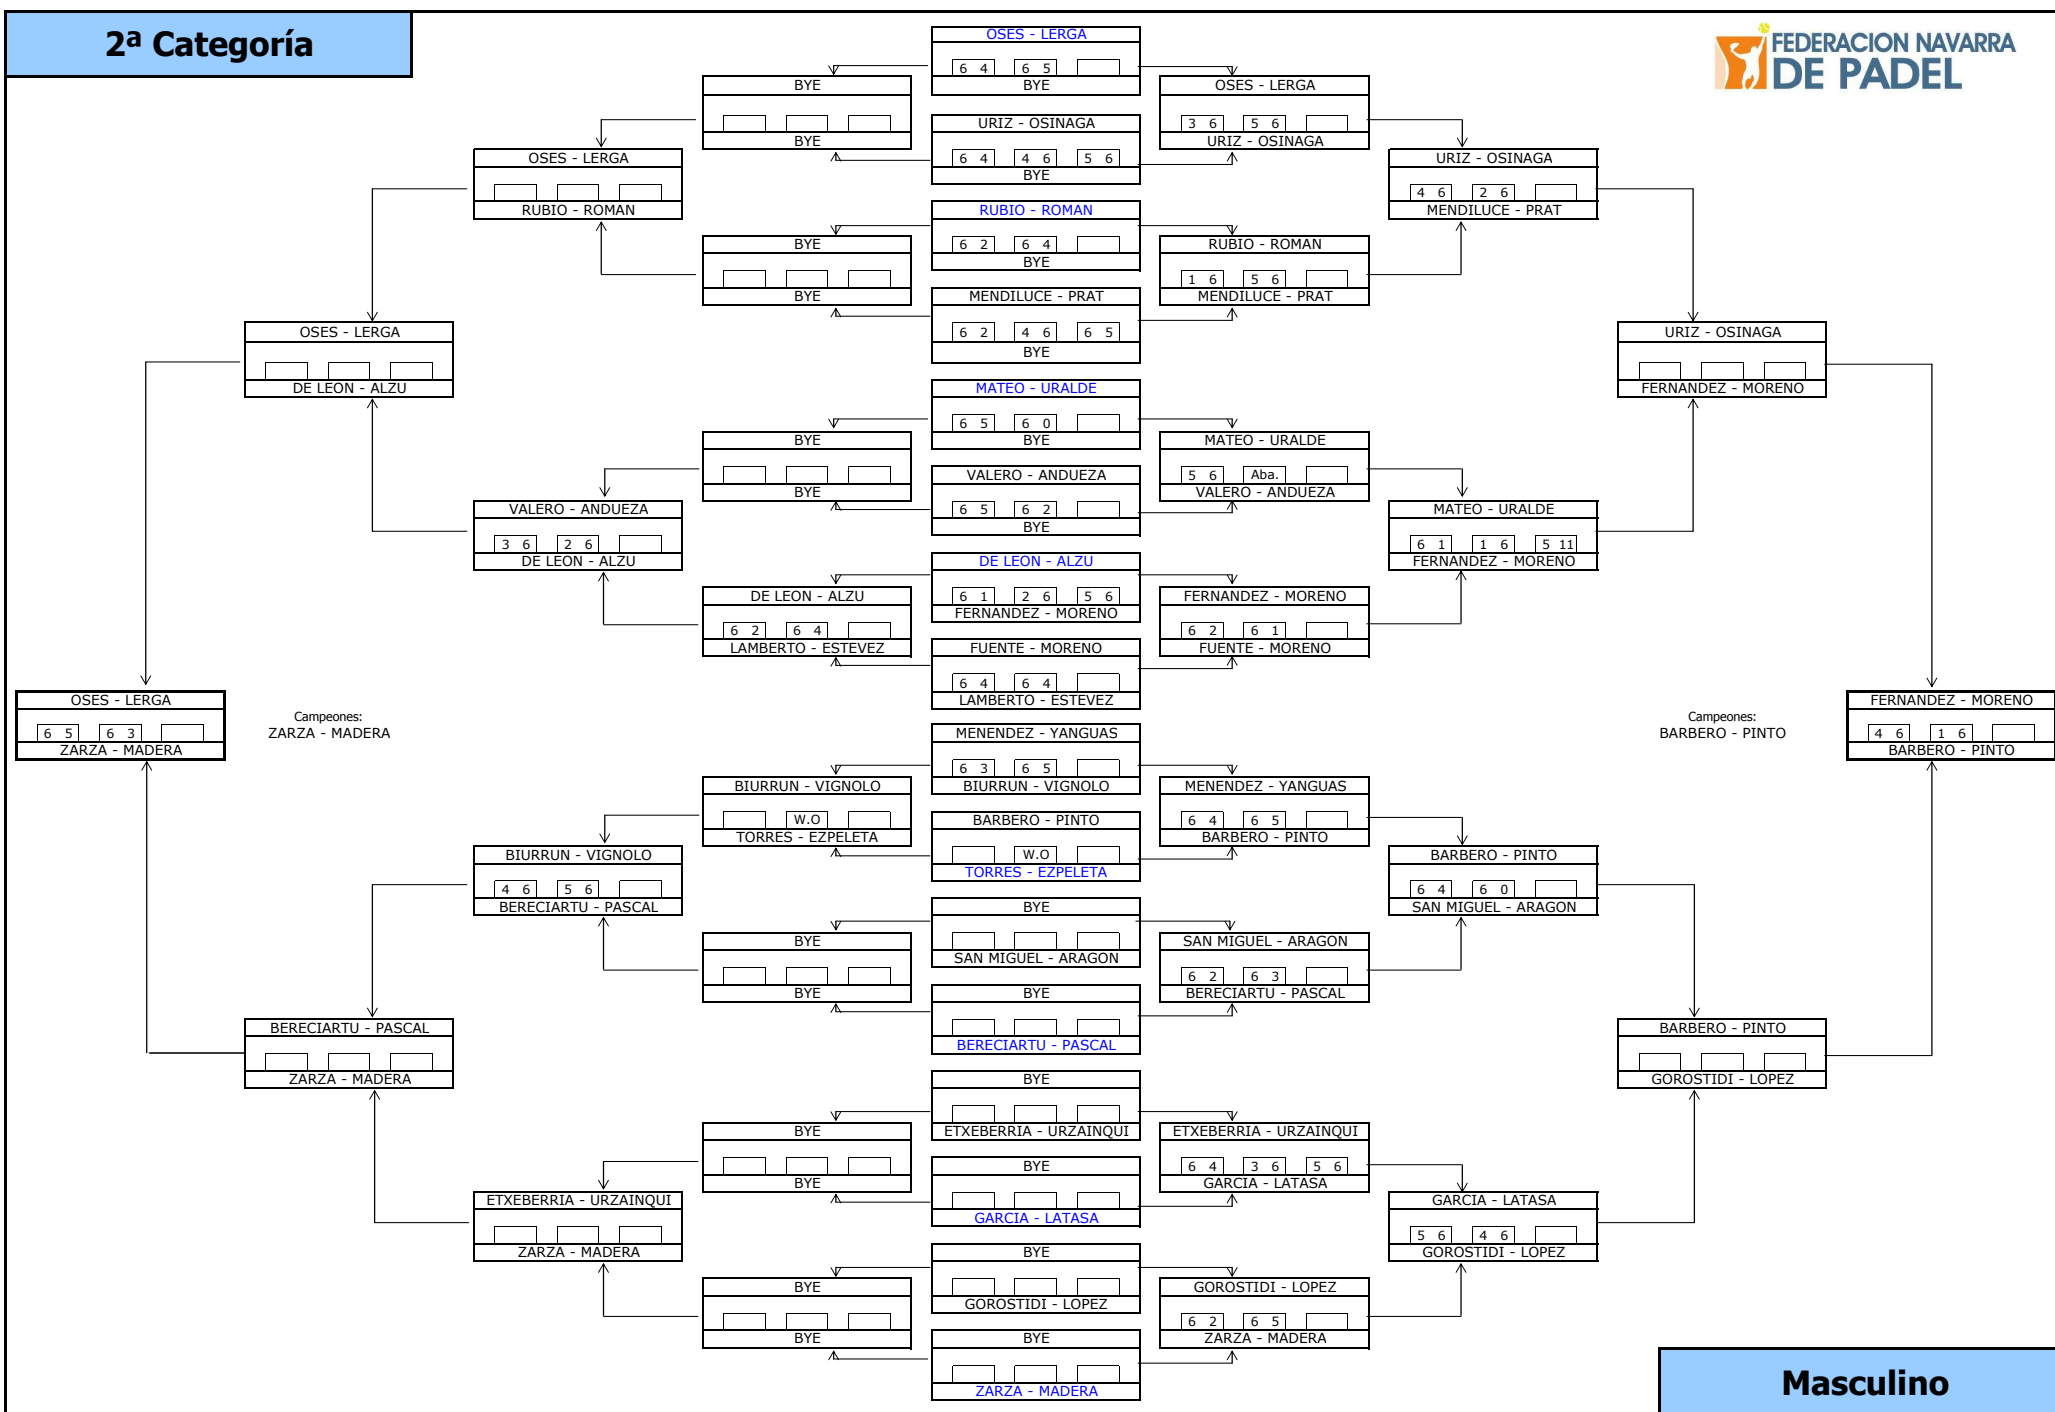 2ª Categoría
FEDERACION NAVARRA
DE PADEL
OSES - LERGA
6 4 6 5
BYE
URIZ - OSINAGA
6 4 4 6 5 6
BYE
RUBIO - ROMAN
6 2 6 4
BYE
MENDILUCE - PRAT
6 2 4 6 6 5
BYE
MATEO - URALDE
6 5 6 0
BYE
VALERO - ANDUEZA
6 5 6 2
BYE
DE LEON - ALZU
6 1 2 6 5 6
FERNANDEZ - MORENO
FUENTE - MORENO
6 4 6 4
LAMBERTO - ESTEVEZ
MENENDEZ - YANGUAS
6 3 6 5
BIURRUN - VIGNOLO
BARBERO - PINTO
W.O
TORRES - EZPELETA
BYE
SAN MIGUEL - ARAGON
BYE
BERECIARTU - PASCAL
BYE
ETXEBERRIA - URZAINQUI
BYE
GARCIA - LATASA
BYE
GOROSTIDI - LOPEZ
BYE
ZARZA - MADERA
BYE
BYE
BYE
BYE
BYE
BYE
DE LEON - ALZU
6 2 6 4
LAMBERTO - ESTEVEZ
BIURRUN - VIGNOLO
W.O
TORRES - EZPELETA
BYE
BYE
BYE
BYE
BYE
BYE
OSES - LERGA
RUBIO - ROMAN
VALERO - ANDUEZA
3 6 2 6
DE LEON - ALZU
BIURRUN - VIGNOLO
4 6 5 6
BERECIARTU - PASCAL
ETXEBERRIA - URZAINQUI
ZARZA - MADERA
OSES - LERGA
DE LEON - ALZU
BERECIARTU - PASCAL
ZARZA - MADERA
OSES - LERGA
6 5 6 3
ZARZA - MADERA
Campeones:
ZARZA - MADERA
OSES - LERGA
3 6 5 6
URIZ - OSINAGA
RUBIO - ROMAN
1 6 5 6
MENDILUCE - PRAT
MATEO - URALDE
5 6 Aba.
VALERO - ANDUEZA
FERNANDEZ - MORENO
6 2 6 1
FUENTE - MORENO
MENENDEZ - YANGUAS
6 4 6 5
BARBERO - PINTO
SAN MIGUEL - ARAGON
6 2 6 3
BERECIARTU - PASCAL
ETXEBERRIA - URZAINQUI
6 4 3 6 5 6
GARCIA - LATASA
GOROSTIDI - LOPEZ
6 2 6 5
ZARZA - MADERA
URIZ - OSINAGA
4 6 2 6
MENDILUCE - PRAT
MATEO - URALDE
6 1 1 6 5 11
FERNANDEZ - MORENO
BARBERO - PINTO
6 4 6 0
SAN MIGUEL - ARAGON
GARCIA - LATASA
5 6 4 6
GOROSTIDI - LOPEZ
URIZ - OSINAGA
FERNANDEZ - MORENO
BARBERO - PINTO
GOROSTIDI - LOPEZ
Campeones:
BARBERO - PINTO
FERNANDEZ - MORENO
4 6 1 6
BARBERO - PINTO
Masculino